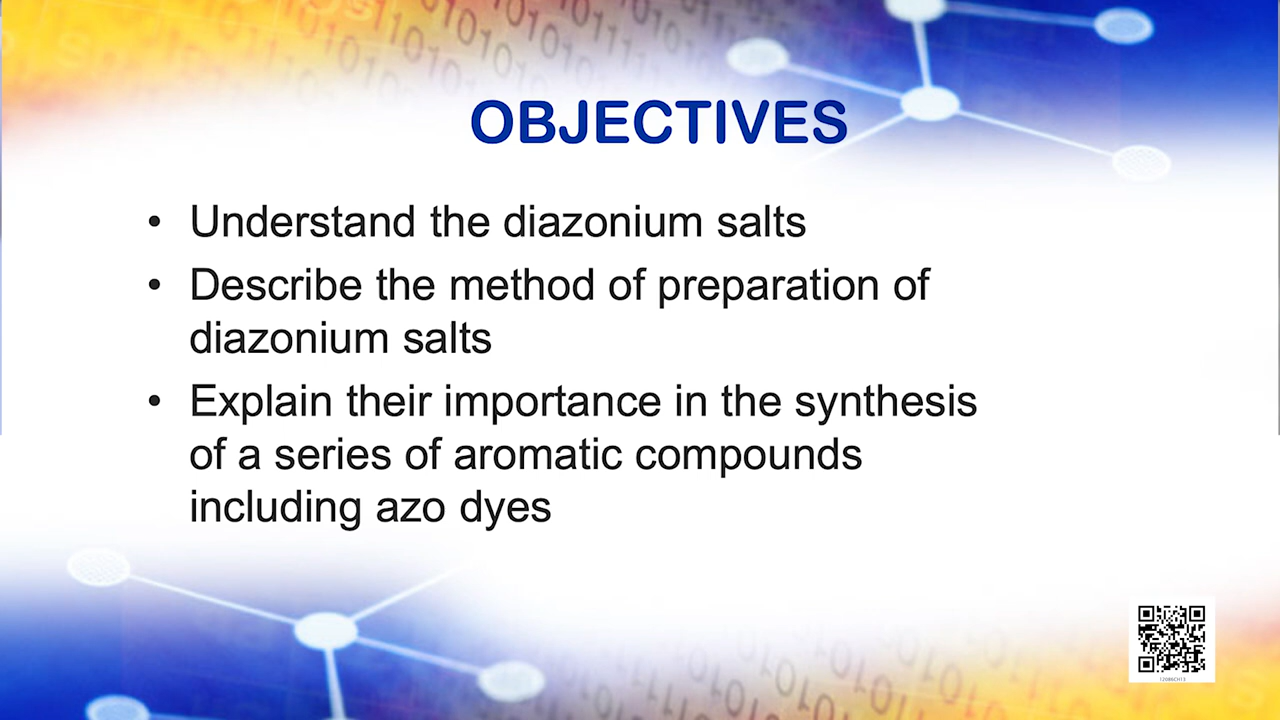 OBJECTIVES
• Understand the diazonium salts
• Describe the method of preparation of
diazonium salts
• Explain their importance in the synthesis
of a series of aromatic compounds
including azo dyes
12086CH13